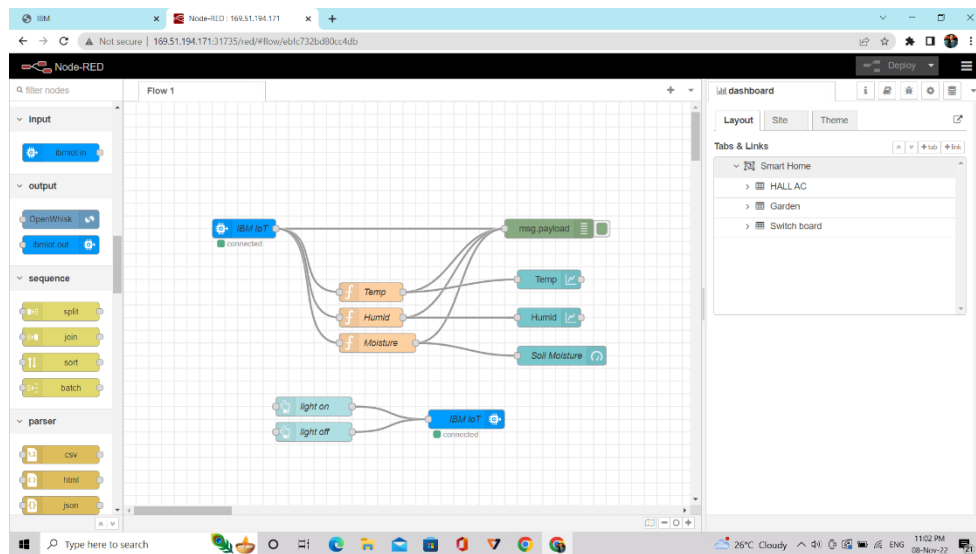 IBM
Node-RED : 169.51.194.171
Not secure | 169.51.194.171:31735/red/#flow/ebfc732bd80cc4db
Node-RED
Deploy
filter nodes
Flow 1
dashboard
input
ibmiot in
output
OpenWhisk
ibmiot out
sequence
split
join
sort
batch
parser
csv
html
json
IBM IoT
connected
msg.payload
Temp
Temp
Humid
Humid
Moisture
Soil Moisture
light on
light off
IBM IoT
connected
Layout Site Theme
Tabs & Links
+tab +link
Smart Home
HALL AC
Garden
Switch board
Type here to search
26°C Cloudy
ENG
11:02 PM
08-Nov-22